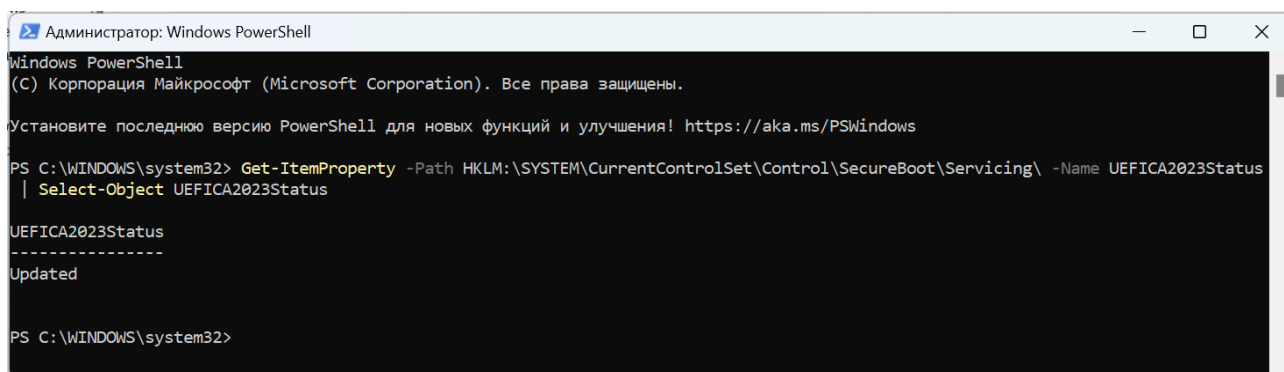 Администратор: Windows PowerShell
Windows PowerShell
(C) Корпорация Майкрософт (Microsoft Corporation). Все права защищены.
Установите последнюю версию PowerShell для новых функций и улучшения! https://aka.ms/PSWindows
PS C:\WINDOWS\system32> Get-ItemProperty -Path HKLM:\SYSTEM\CurrentControlSet\Control\SecureBoot\Servicing\ -Name UEFICA2023Status
| Select-Object UEFICA2023Status
UEFICA2023Status
----------------
Updated
PS C:\WINDOWS\system32>